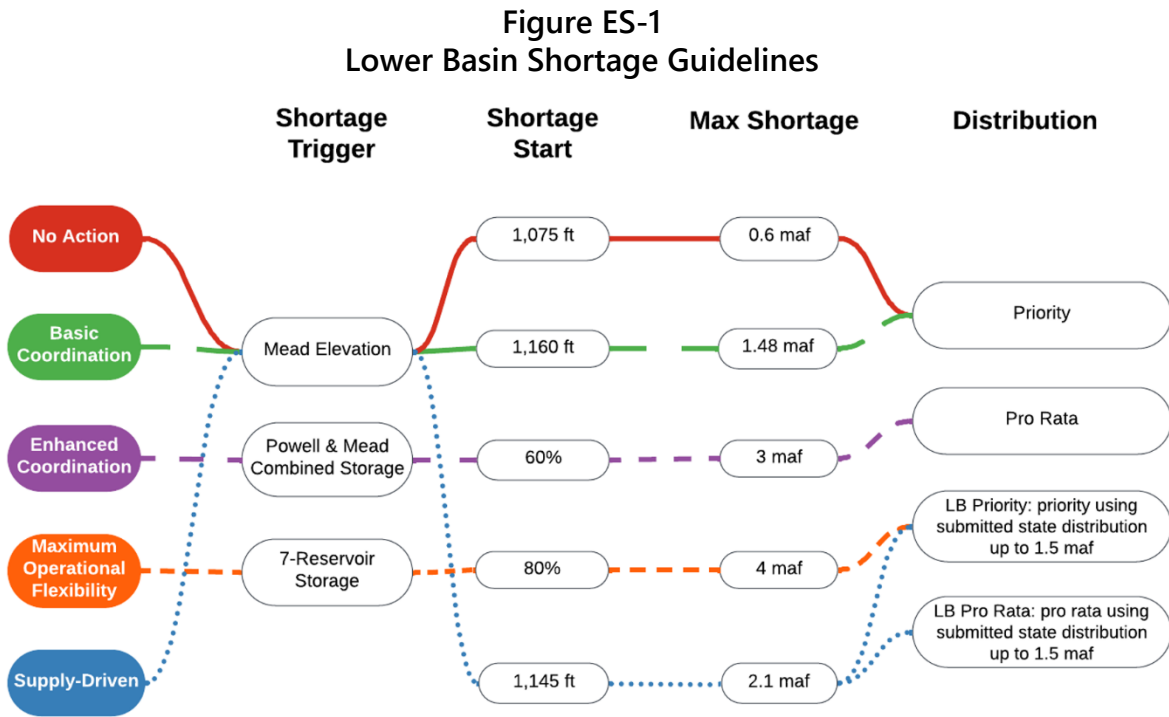 Figure ES-1
Lower Basin Shortage Guidelines
Shortage
Trigger
Shortage
Start
Max Shortage
Distribution
No Action
1,075 ft
0.6 maf
Priority
Basic
Coordination
Mead Elevation
1,160 ft
1.48 maf
Enhanced
Coordination
Powell & Mead
Combined Storage
60%
3 maf
Pro Rata
Maximum
Operational
Flexibility
7-Reservoir
Storage
80%
4 maf
LB Priority: priority using
submitted state distribution
up to 1.5 maf
Supply-Driven
1,145 ft
2.1 maf
LB Pro Rata: pro rata using
submitted state distribution
up to 1.5 maf